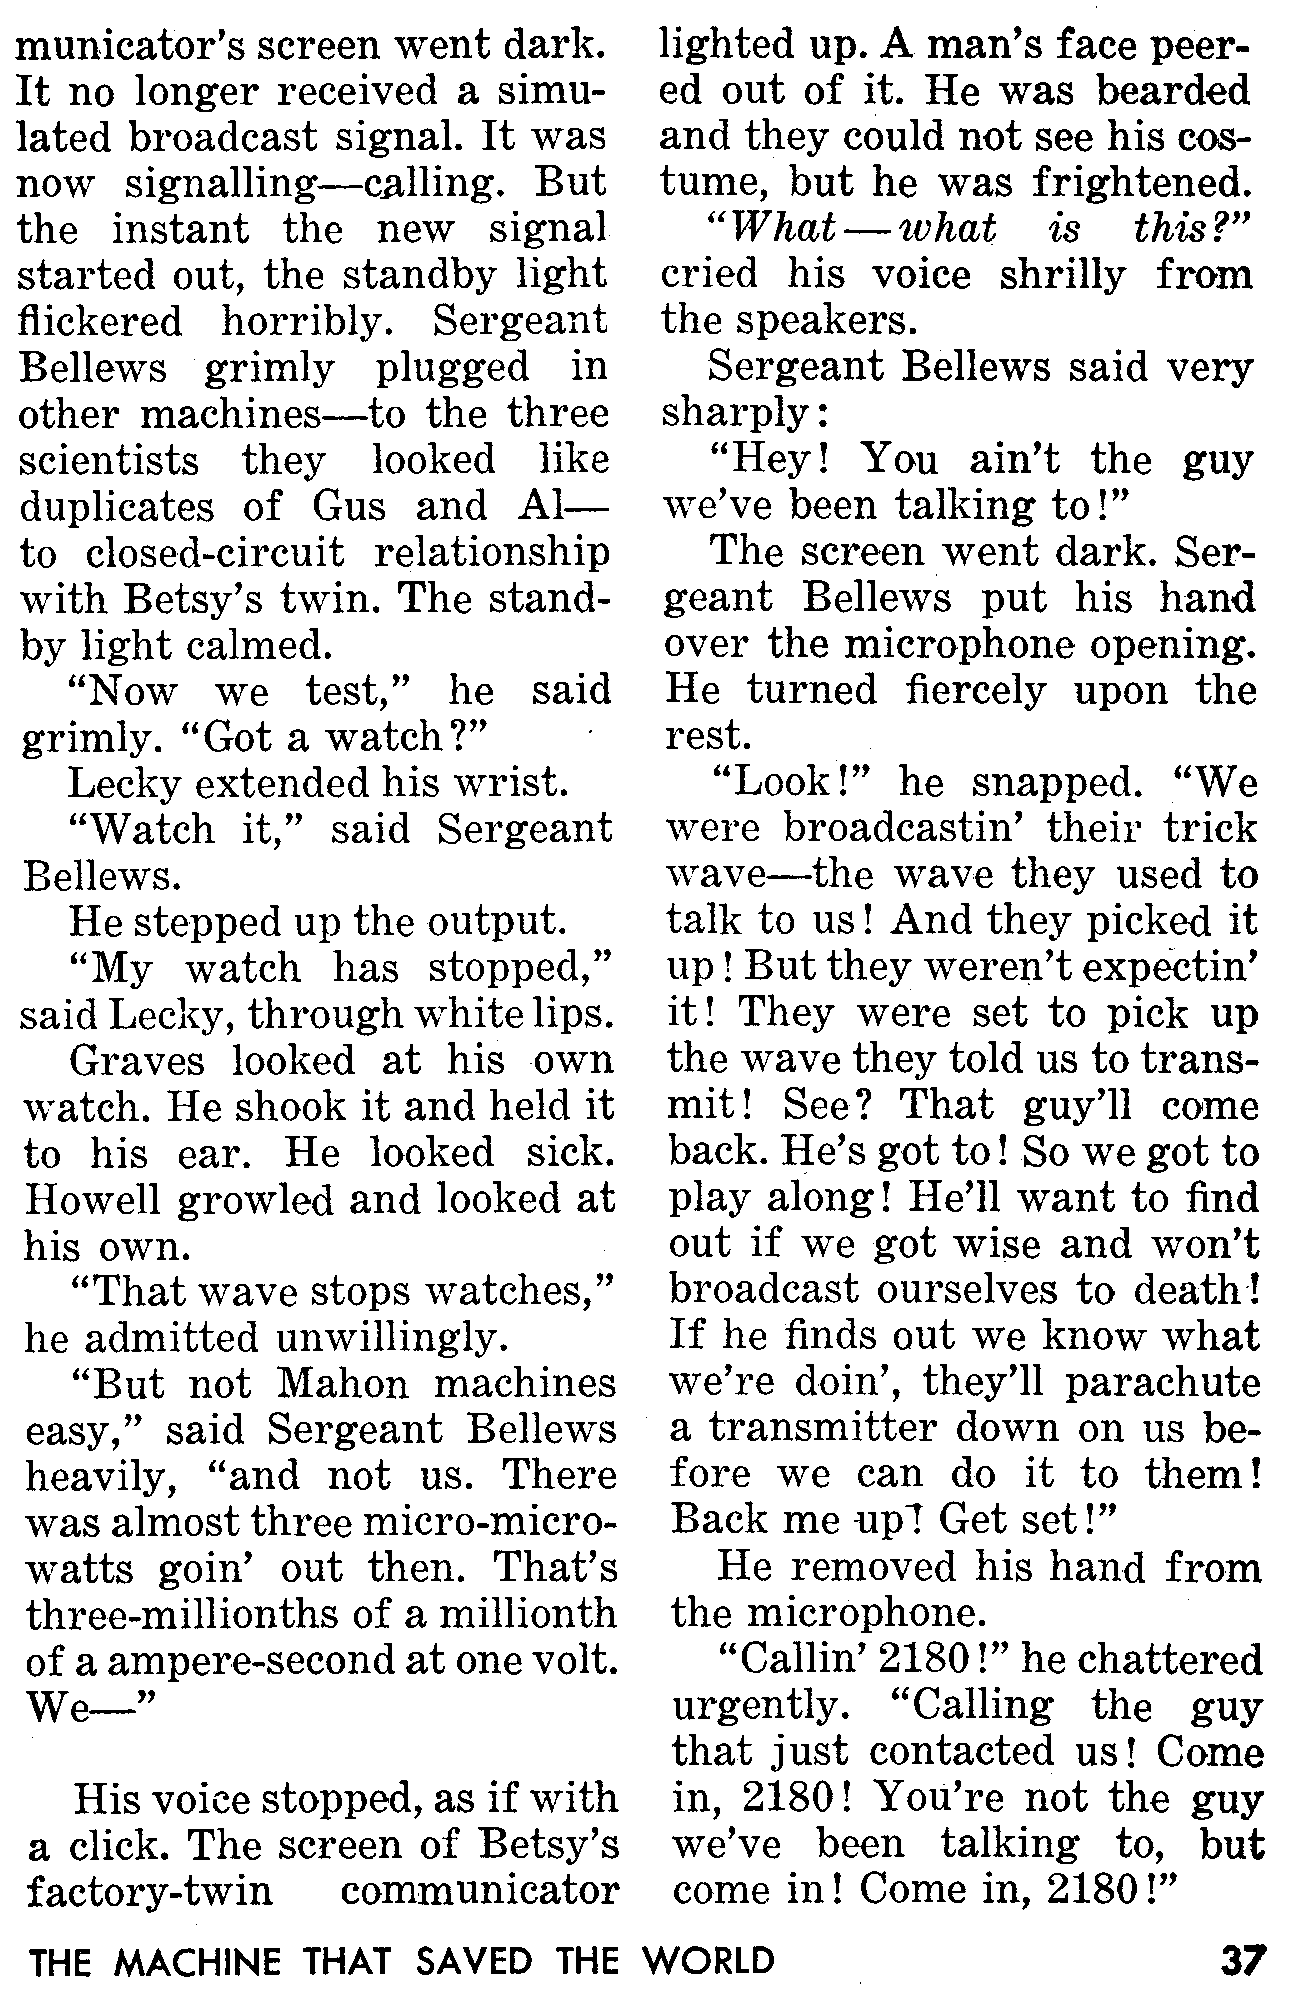 municator's screen went dark.
It no longer received a simu-
lated broadcast signal. It was
now signalling—calling. But
the instant the new signal
started out, the standby light
flickered horribly. Sergeant
Bellews grimly plugged in
other machines—to the three
scientists they looked like
duplicates of Gus and Al—
to closed-circuit relationship
with Betsy's twin. The stand-
by light calmed.
"Now we test," he said
grimly. "Got a watch?"
Lecky extended his wrist.
"Watch it," said Sergeant
Bellews.
He stepped up the output.
"My watch has stopped,"
said Lecky, through white lips.
Graves looked at his own
watch. He shook it and held it
to his ear. He looked sick.
Howell growled and looked at
his own.
"That wave stops watches,"
he admitted unwillingly.
"But not Mahon machines
easy," said Sergeant Bellews
heavily, "and not us. There
was almost three micro-micro-
watts goin' out then. That's
three-millionths of a millionth
of a ampere-second at one volt.
We—"
His voice stopped, as if with
a click. The screen of Betsy's
factory-twin communicator
lighted up. A man's face peer-
ed out of it. He was bearded
and they could not see his cos-
tume, but he was frightened.
"What—what is this?"
cried his voice shrilly from
the speakers.
Sergeant Bellews said very
sharply:
"Hey! You ain't the guy
we've been talking to!"
The screen went dark. Ser-
geant Bellews put his hand
over the microphone opening.
He turned fiercely upon the
rest.
"Look!" he snapped. "We
were broadcastin' their trick
wave—the wave they used to
talk to us! And they picked it
up! But they weren't expectin'
it! They were set to pick up
the wave they told us to trans-
mit! See? That guy'll come
back. He's got to! So we got to
play along! He'll want to find
out if we got wise and won't
broadcast ourselves to death!
If he finds out we know what
we're doin', they'll parachute
a transmitter down on us be-
fore we can do it to them!
Back me up! Get set!"
He removed his hand from
the microphone.
"Callin' 2180!" he chattered
urgently. "Calling the guy
that just contacted us! Come
in, 2180! You're not the guy
we've been talking to, but
come in! Come in, 2180!"
THE MACHINE THAT SAVED THE WORLD 37